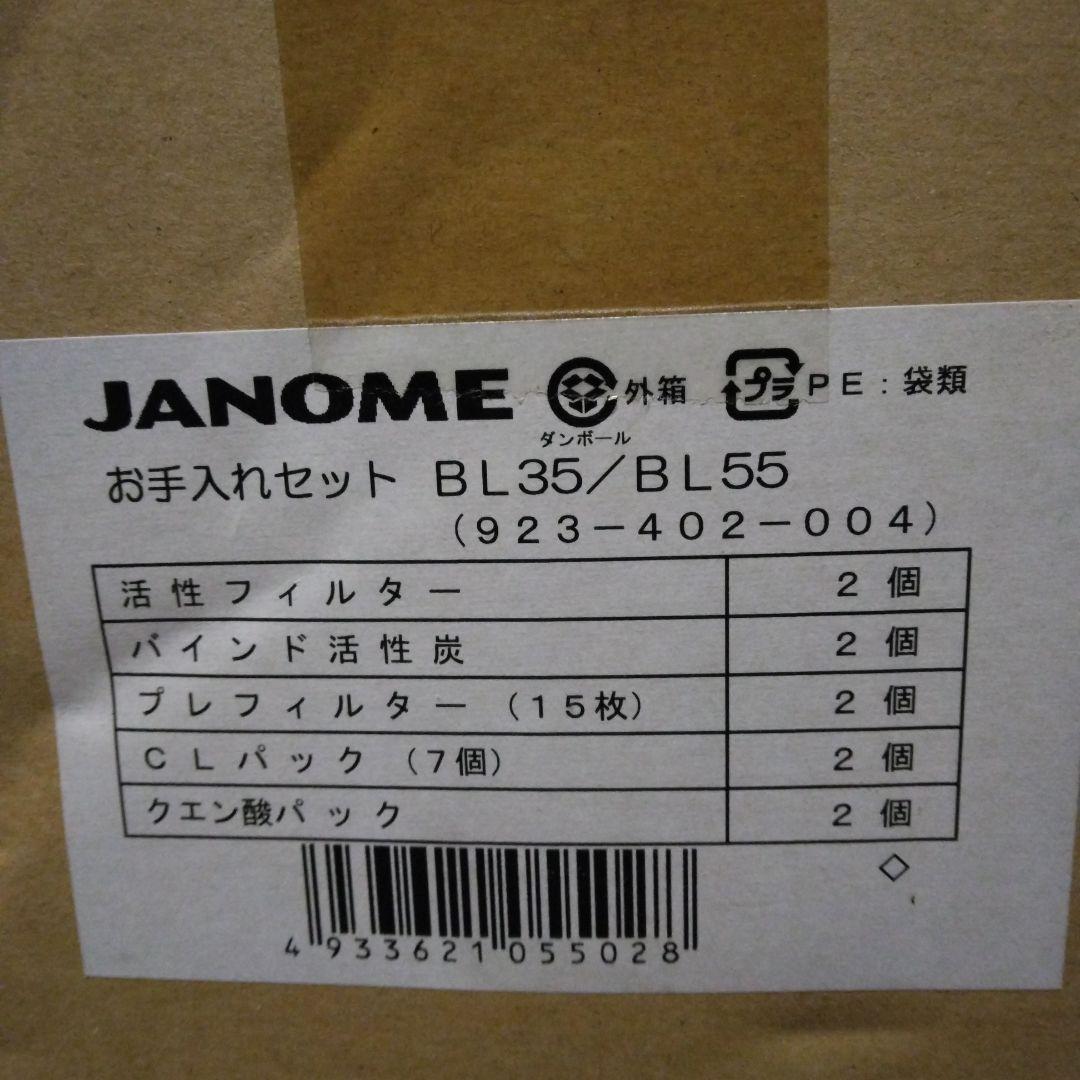 JANOME 外箱 プラ PE：袋類
ダンボール
お手入れセット BL35／BL55
（923－402－004）
活性フィルター 2個
バインド活性炭 2個
プレフィルター（15枚） 2個
CLパック（7個） 2個
クエン酸パック 2個
4933621055028